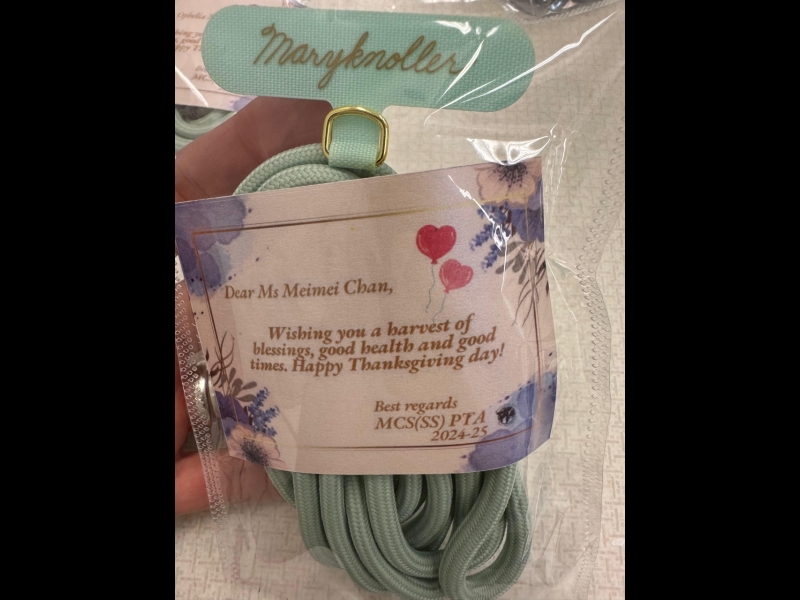 Maryknoller
Dear Ms Meimei Chan,
Wishing you a harvest of
blessings, good health and good
times. Happy Thanksgiving day!
Best regards
MCS(SS) PTA
2024-25